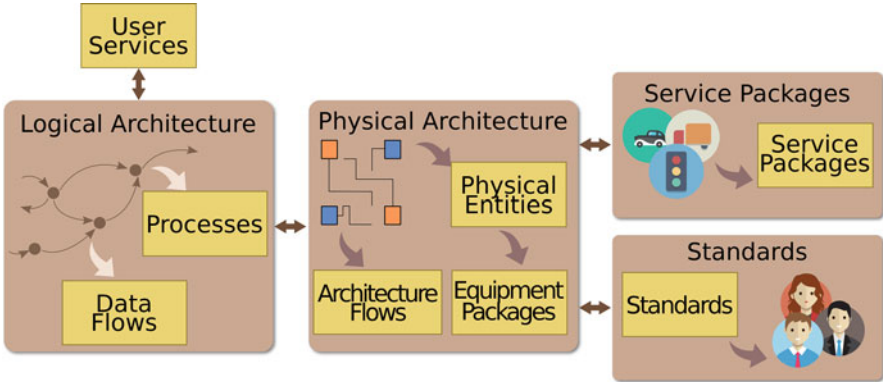 User
Services
Logical Architecture
Processes
Data
Flows
Physical Architecture
Physical
Entities
Architecture
Flows
Equipment
Packages
Service Packages
Service
Packages
Standards
Standards